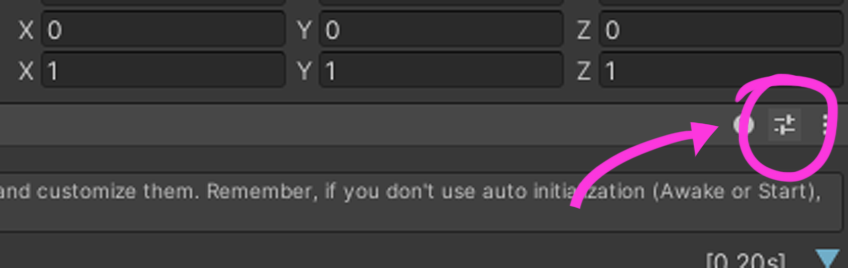 X 0 Y 0 Z 0
X 1 Y 1 Z 1
and customize them. Remember, if you don't use auto initialization (Awake or Start),
[0.20s]